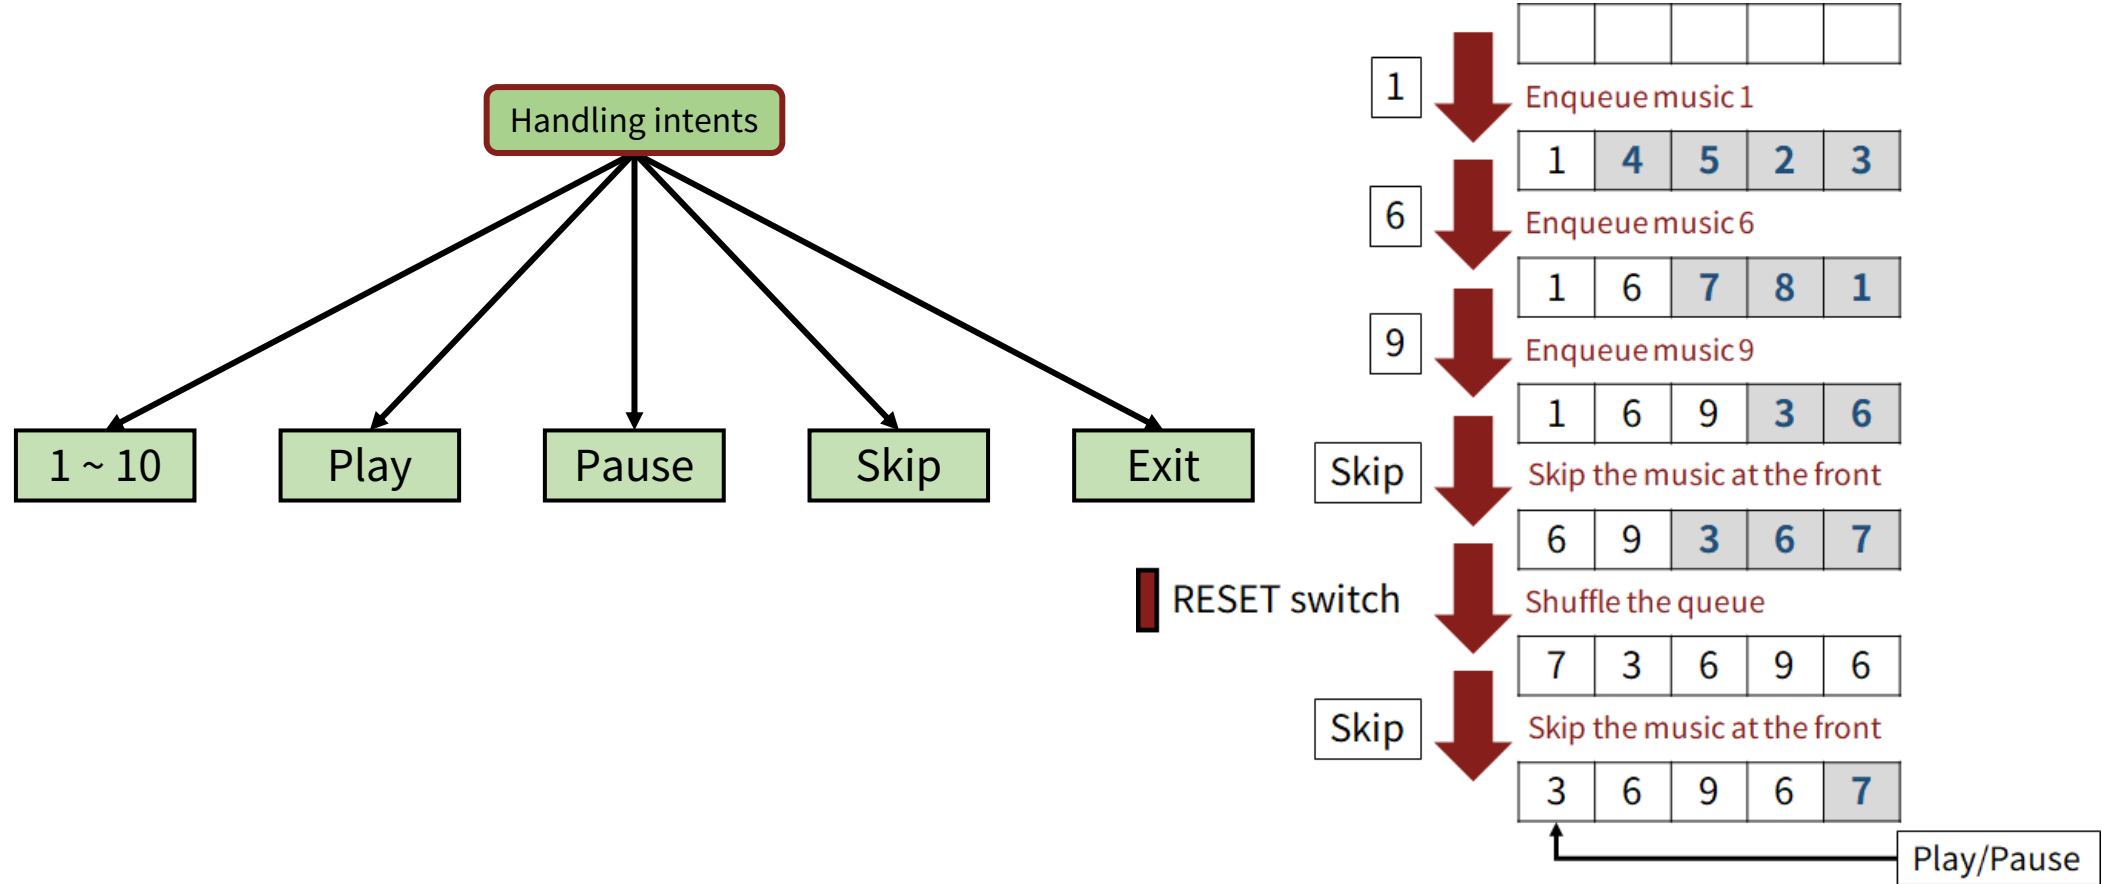 Handling intents
1 ~ 10
Play
Pause
Skip
Exit
1
Enqueue music 1
1 4 5 2 3
6
Enqueue music 6
1 6 7 8 1
9
Enqueue music 9
1 6 9 3 6
Skip
Skip the music at the front
6 9 3 6 7
RESET switch
Shuffle the queue
7 3 6 9 6
Skip
Skip the music at the front
3 6 9 6 7
Play/Pause